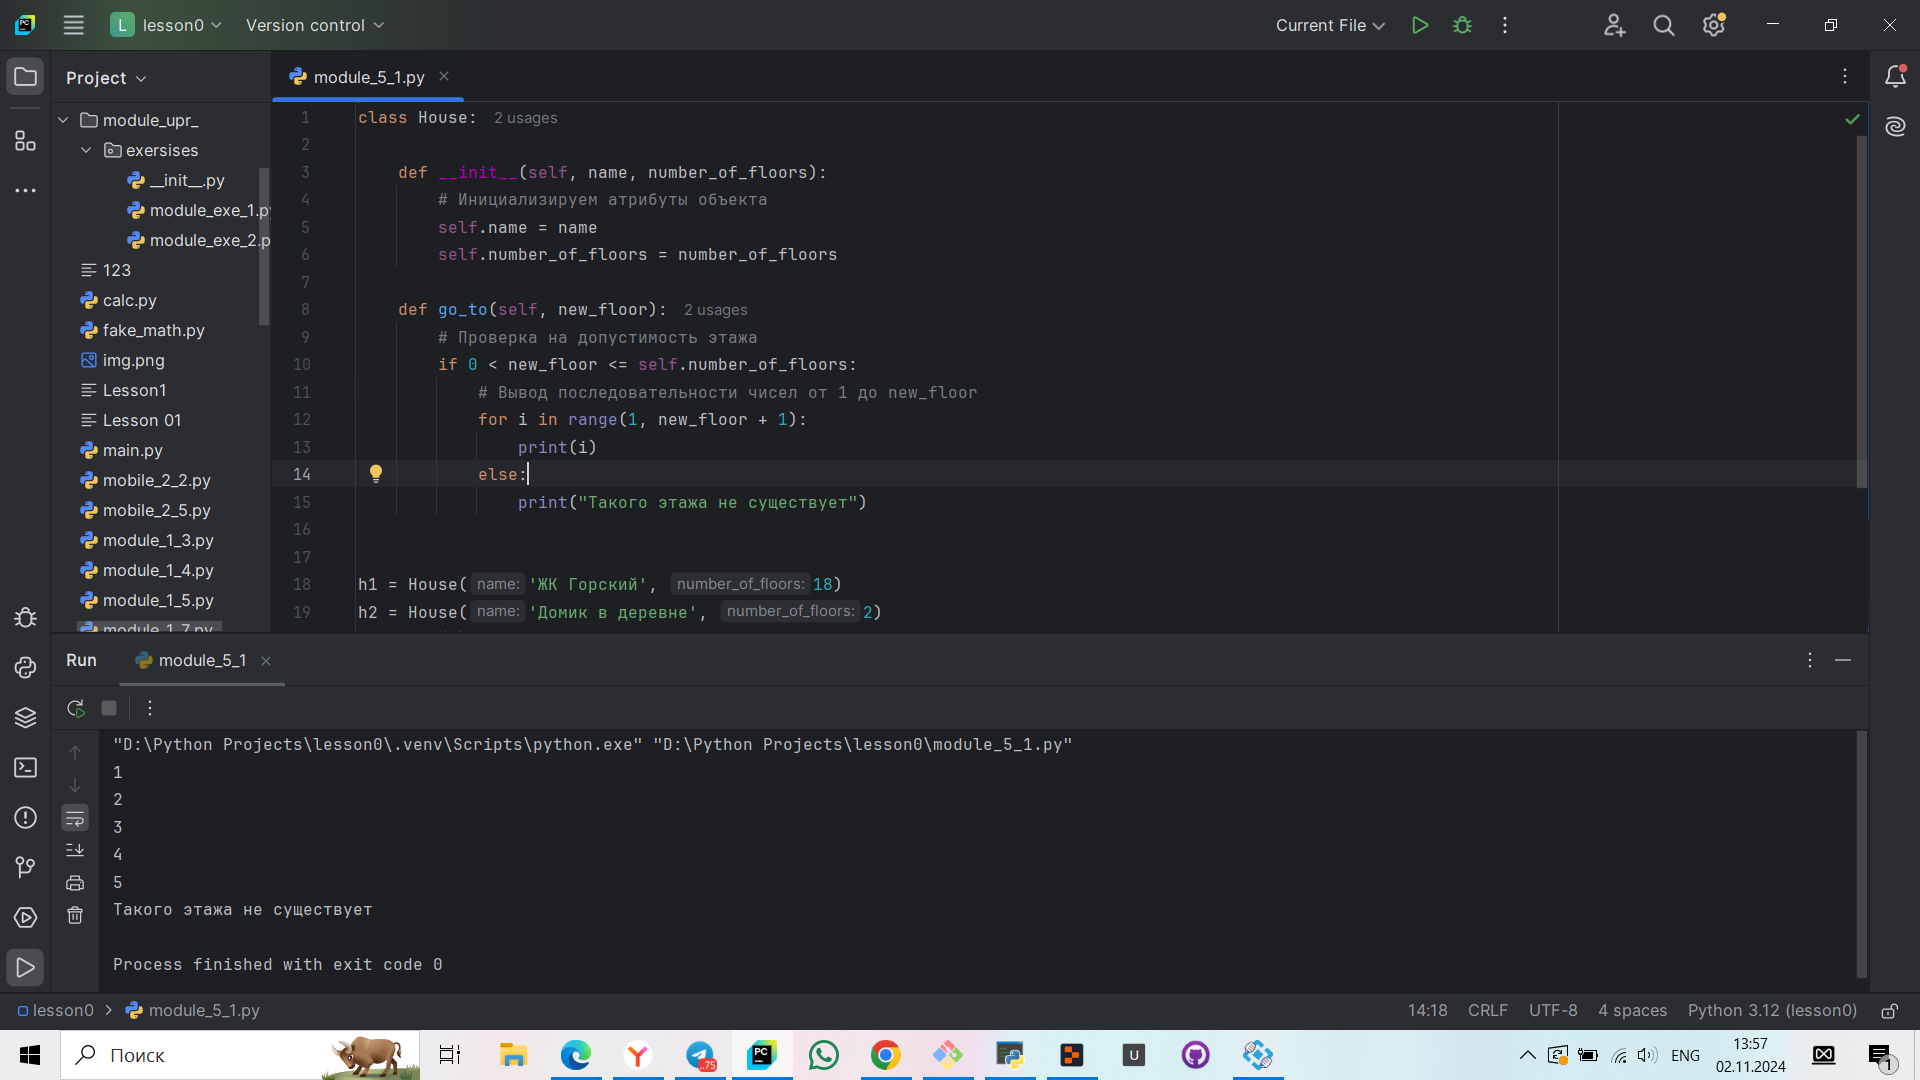 PC
L lesson0 Version control Current File
Project
module_5_1.py
module_upr_
exersises
__init__.py
module_exe_1.py
module_exe_2.p
123
calc.py
fake_math.py
img.png
Lesson1
Lesson 01
main.py
mobile_2_2.py
mobile_2_5.py
module_1_3.py
module_1_4.py
module_1_5.py
module_1_7.py
1 class House: 2 usages
2
3 def __init__(self, name, number_of_floors):
4 # Инициализируем атрибуты объекта
5 self.name = name
6 self.number_of_floors = number_of_floors
7
8 def go_to(self, new_floor): 2 usages
9 # Проверка на допустимость этажа
10 if 0 < new_floor <= self.number_of_floors:
11 # Вывод последовательности чисел от 1 до new_floor
12 for i in range(1, new_floor + 1):
13 print(i)
14 else:
15 print("Такого этажа не существует")
16
17
18 h1 = House( name: 'ЖК Горский', number_of_floors: 18)
19 h2 = House( name: 'Домик в деревне', number_of_floors: 2)
Run module_5_1
"D:\Python Projects\lesson0\.venv\Scripts\python.exe" "D:\Python Projects\lesson0\module_5_1.py"
1
2
3
4
5
Такого этажа не существует
Process finished with exit code 0
lesson0 > module_5_1.py 14:18 CRLF UTF-8 4 spaces Python 3.12 (lesson0)
Поиск
Y
..75
PC
U
ENG
13:57
02.11.2024
1